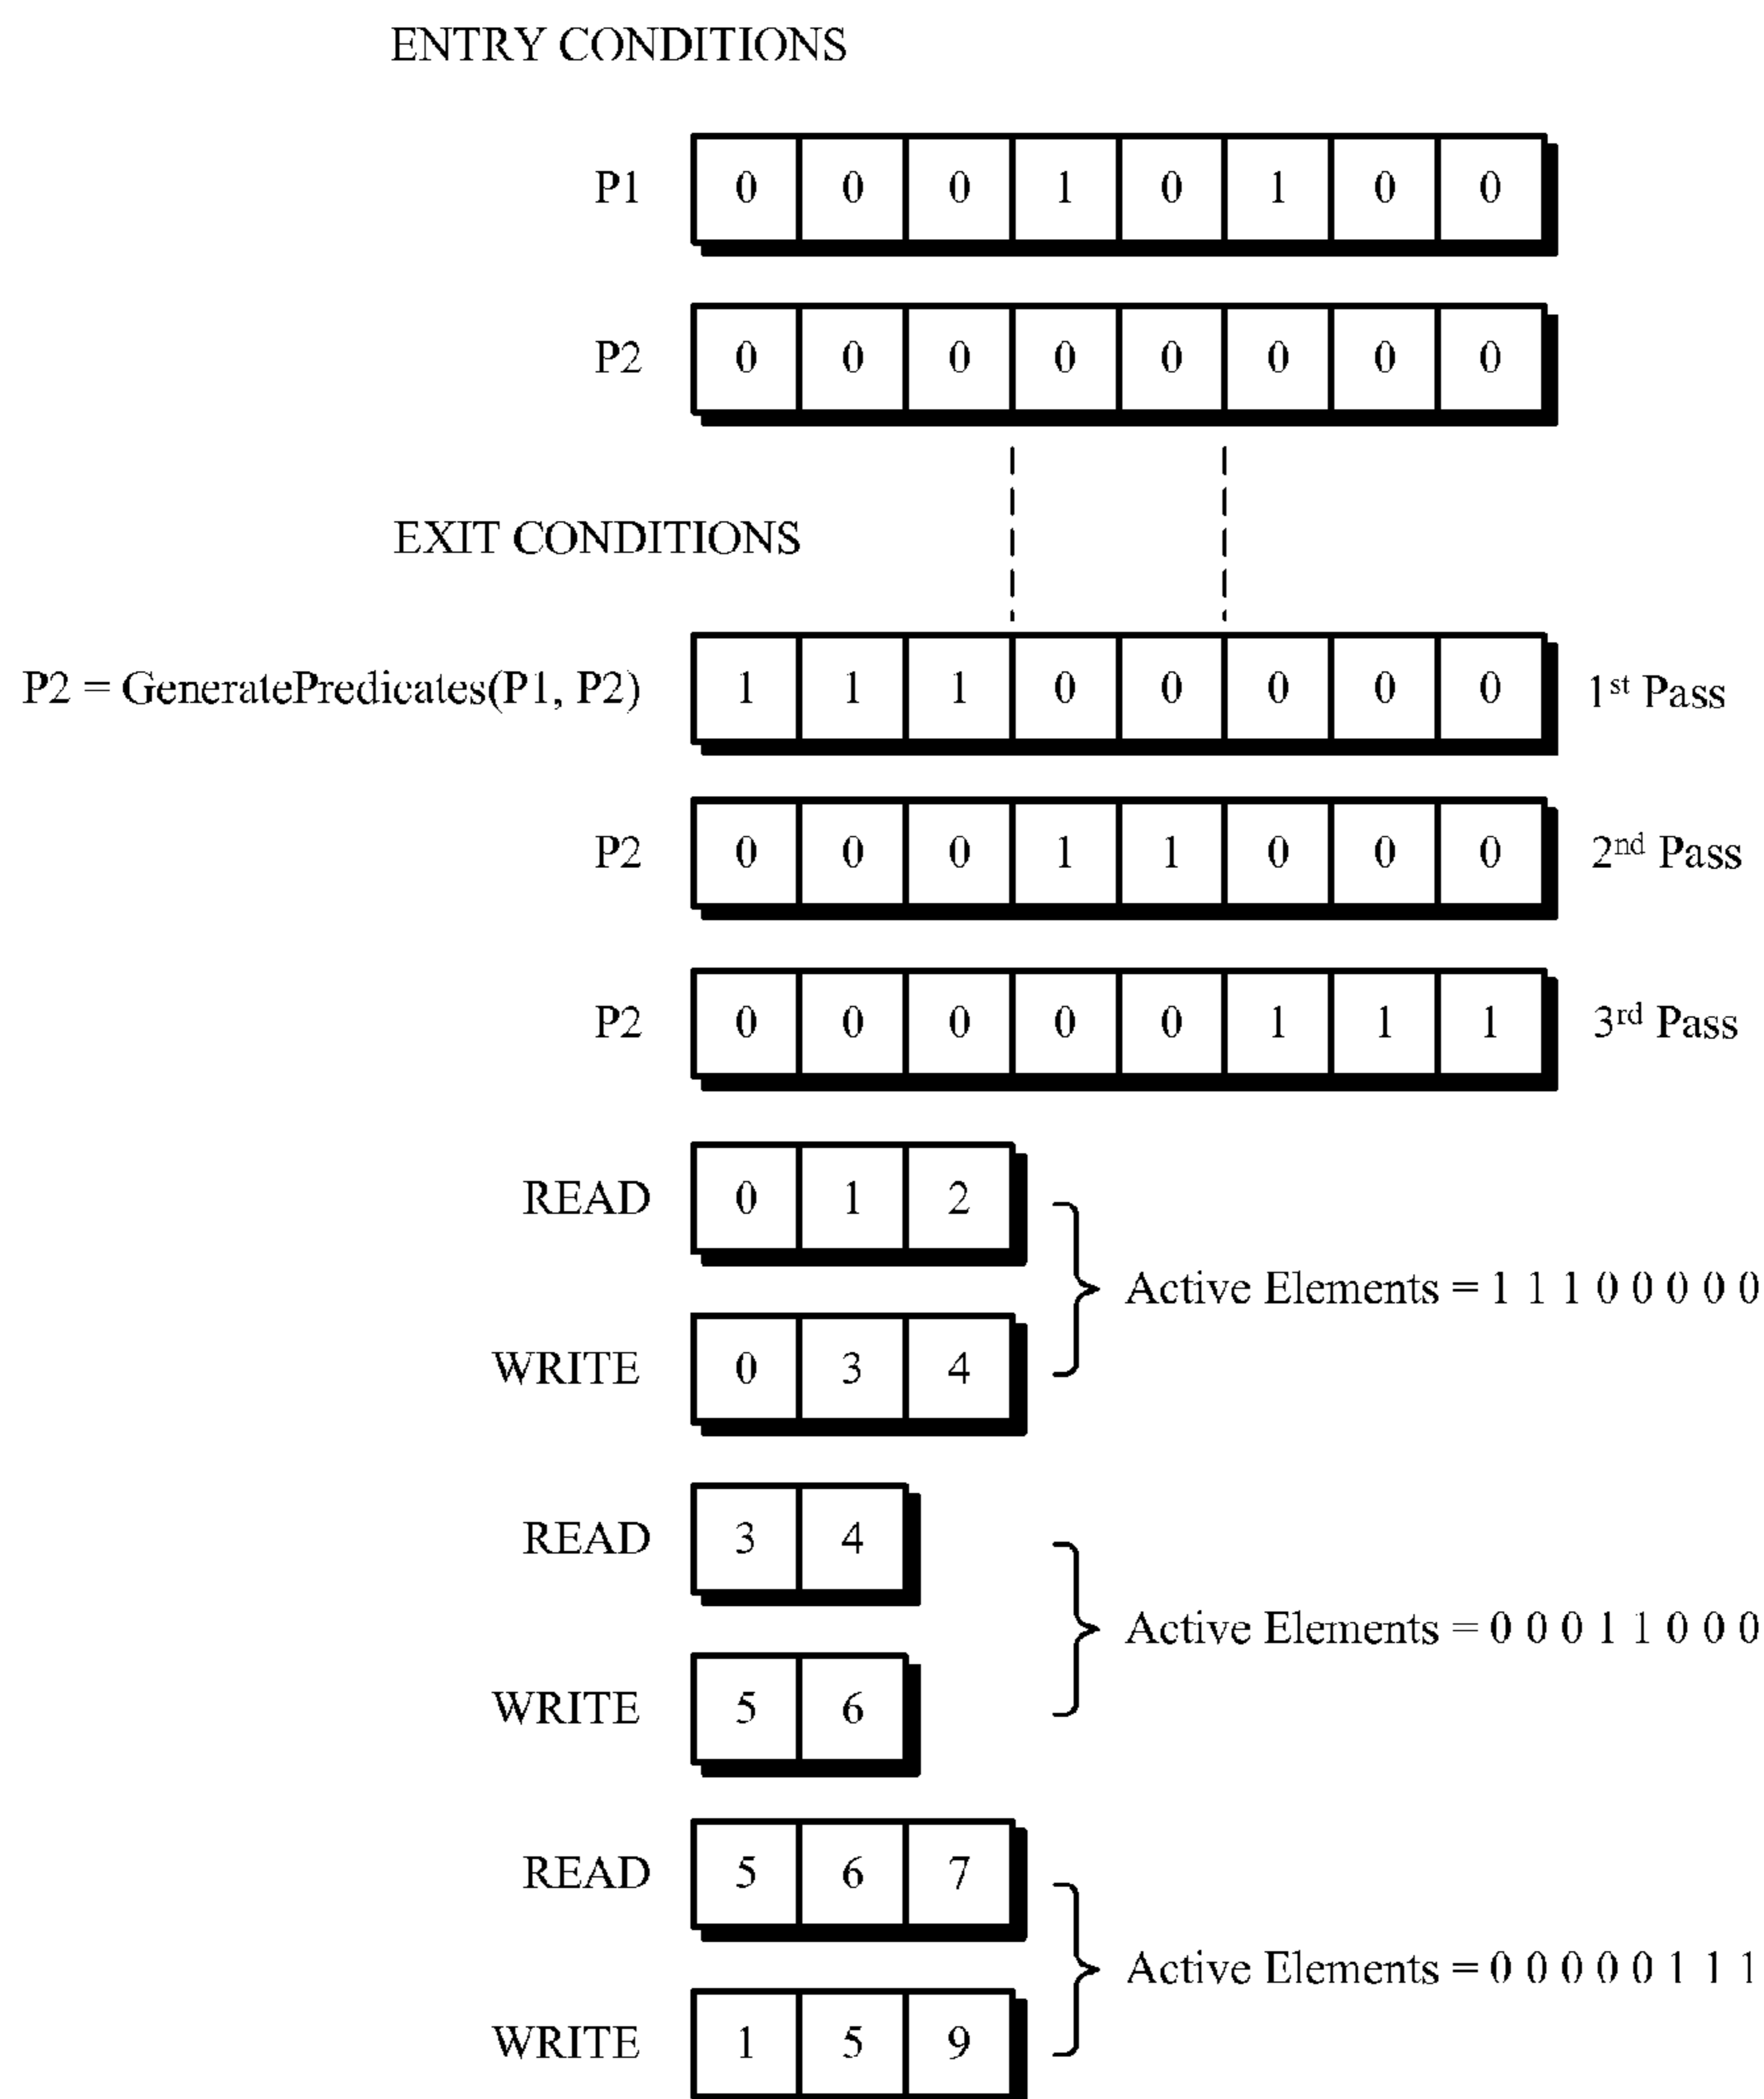 ENTRY CONDITIONS
P1 0 0 0 1 0 1 0 0
P2 0 0 0 0 0 0 0 0
EXIT CONDITIONS
P2 = GeneratePredicates(P1, P2) 1 1 1 0 0 0 0 0 1st Pass
P2 0 0 0 1 1 0 0 0 2nd Pass
P2 0 0 0 0 0 1 1 1 3rd Pass
READ 0 1 2
Active Elements = 1 1 1 0 0 0 0 0
WRITE 0 3 4
READ 3 4
Active Elements = 0 0 0 1 1 0 0 0
WRITE 5 6
READ 5 6 7
Active Elements = 0 0 0 0 0 1 1 1
WRITE 1 5 9